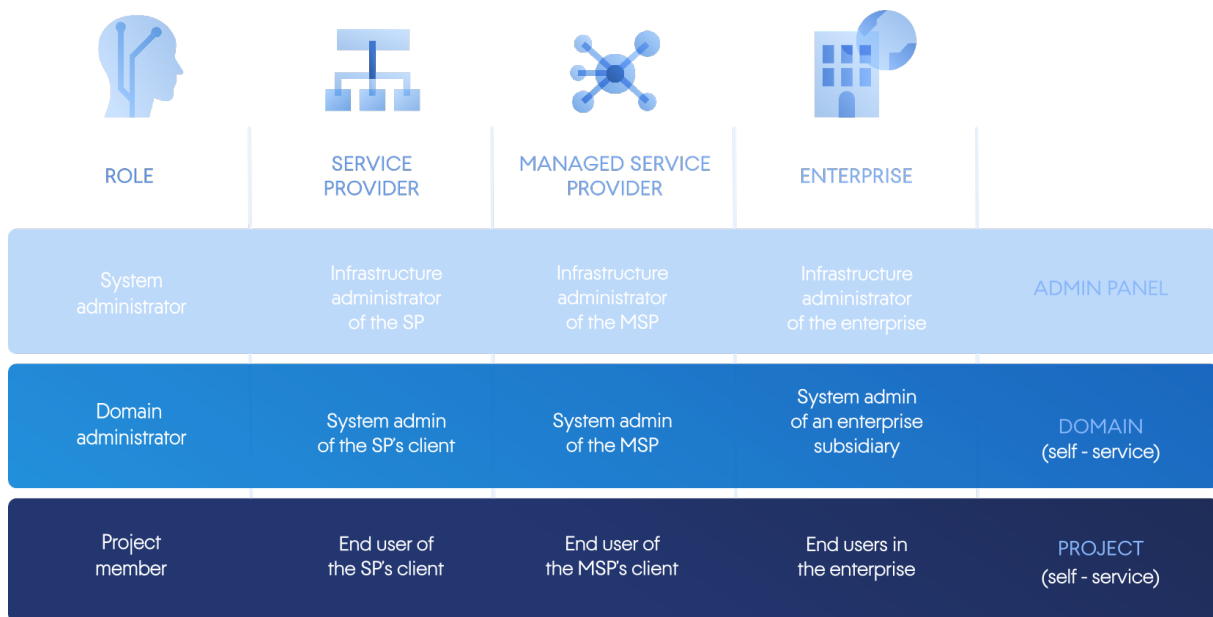 ROLE
SERVICE
PROVIDER
MANAGED SERVICE
PROVIDER
ENTERPRISE
System
administrator
Infrastructure
administrator
of the SP
Infrastructure
administrator
of the MSP
Infrastructure
administrator
of the enterprise
ADMIN PANEL
Domain
administrator
System admin
of the SP's client
System admin
of the MSP
System admin
of an enterprise
subsidiary
DOMAIN
(self - service)
Project
member
End user of
the SP's client
End user of
the MSP's client
End users in
the enterprise
PROJECT
(self - service)